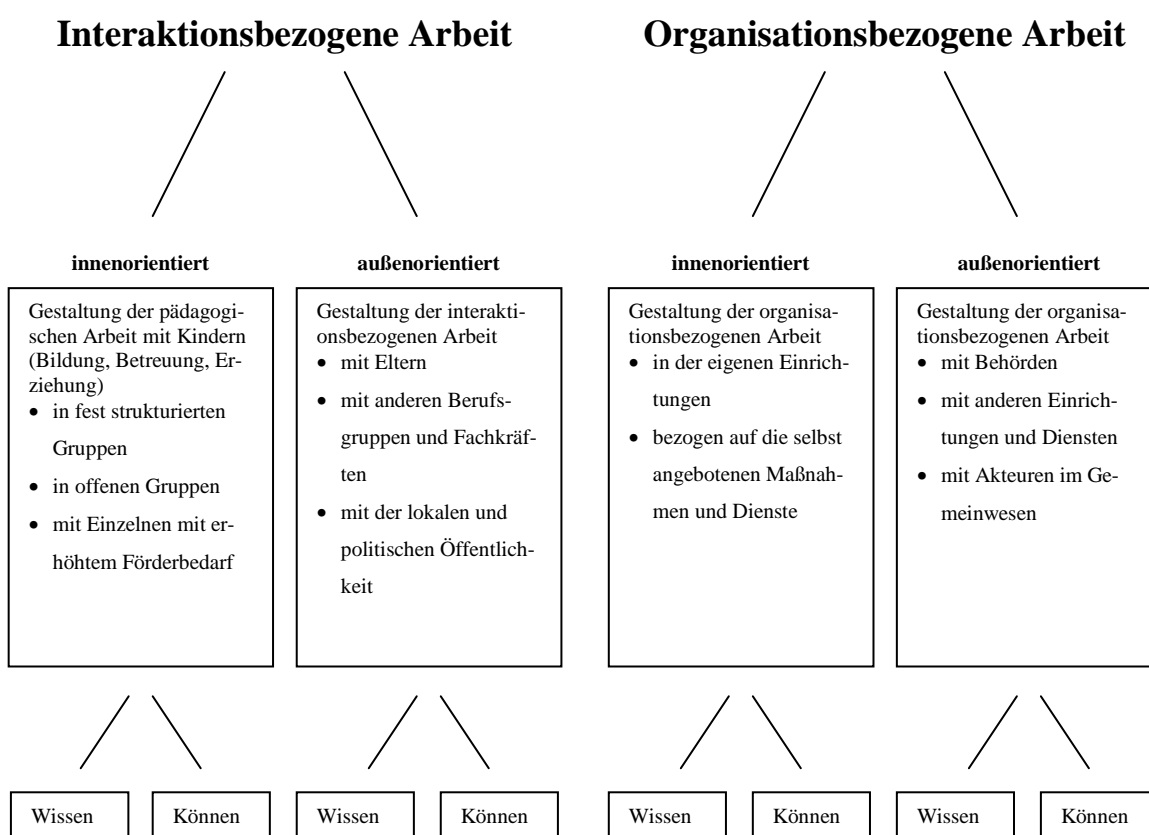 Interaktionsbezogene Arbeit
Organisationsbezogene Arbeit
innenorientiert
Gestaltung der pädagogi-
schen Arbeit mit Kindern
(Bildung, Betreuung, Er-
ziehung)
• in fest strukturierten
Gruppen
• in offenen Gruppen
• mit Einzelnen mit er-
höhtem Förderbedarf
außenorientiert
Gestaltung der interakti-
onsbezogenen Arbeit
• mit Eltern
• mit anderen Berufs-
gruppen und Fachkräf-
ten
• mit der lokalen und
politischen Öffentlich-
keit
innenorientiert
Gestaltung der organisa-
tionsbezogenen Arbeit
• in der eigenen Einrich-
tungen
• bezogen auf die selbst
angebotenen Maßnah-
men und Dienste
außenorientiert
Gestaltung der organisa-
tionsbezogenen Arbeit
• mit Behörden
• mit anderen Einrich-
tungen und Diensten
• mit Akteuren im Ge-
meinwesen
Wissen
Können
Wissen
Können
Wissen
Können
Wissen
Können